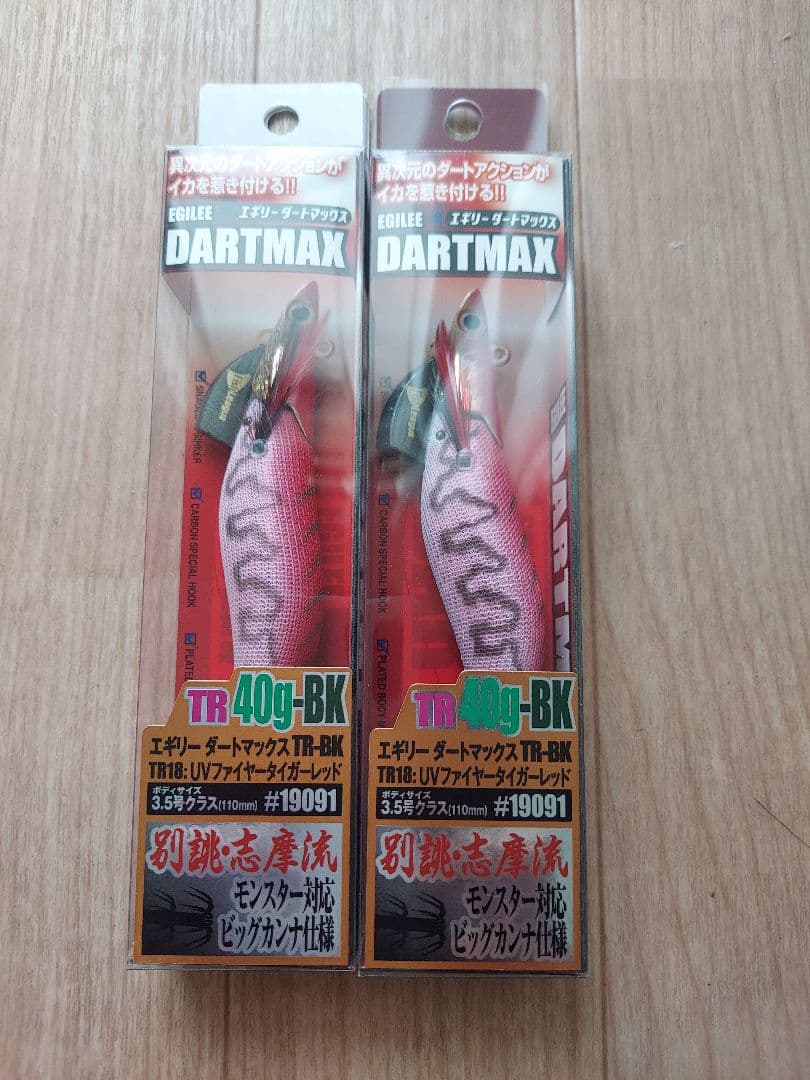 異次元のダートアクションが
イカを惹き付ける!!
EGILEE エギリー ダートマックス
DARTMAX
Pro League
CARBON SPECIAL HOOK
PLATED
TR 40g-BK
エギリー ダートマックス TR-BK
TR18: UVファイヤータイガーレッド
ボディサイズ
3.5号クラス(110mm) #19091
別誂・志摩流
モンスター対応
ビッグカンナ仕様
異次元のダートアクションが
イカを惹き付ける!!
EGILEE エギリー ダートマックス
DARTMAX
Pro League
CARBON SPECIAL HOOK
PLATED BODY
TR 40g-BK
エギリー ダートマックス TR-BK
TR18: UVファイヤータイガーレッド
ボディサイズ
3.5号クラス(110mm) #19091
別誂・志摩流
モンスター対応
ビッグカンナ仕様